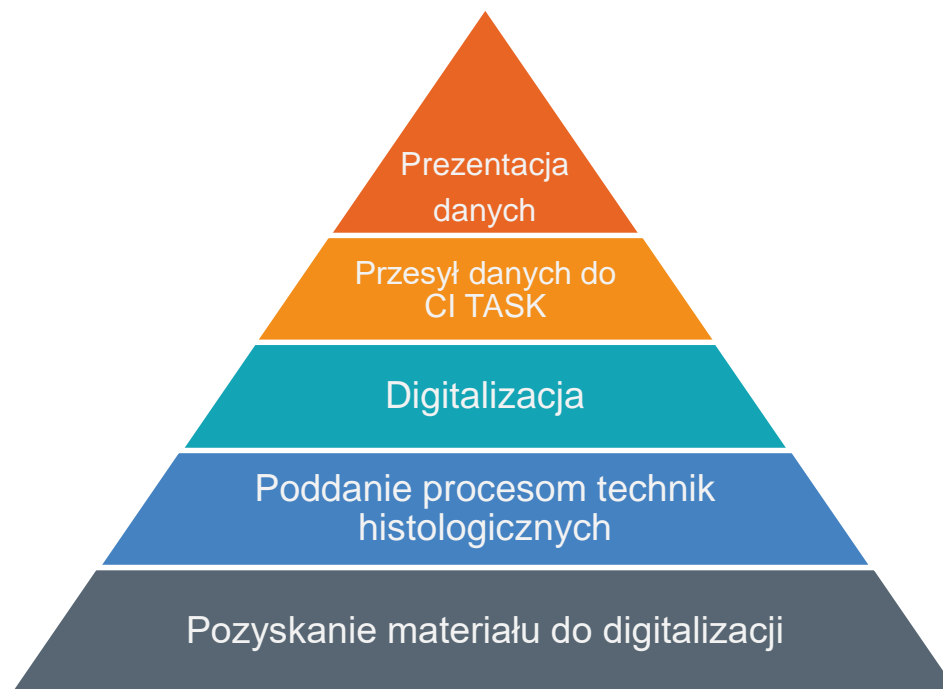 Prezentacja
danych
Przesył danych do
CI TASK
Digitalizacja
Poddanie procesom technik
histologicznych
Pozyskanie materiału do digitalizacji